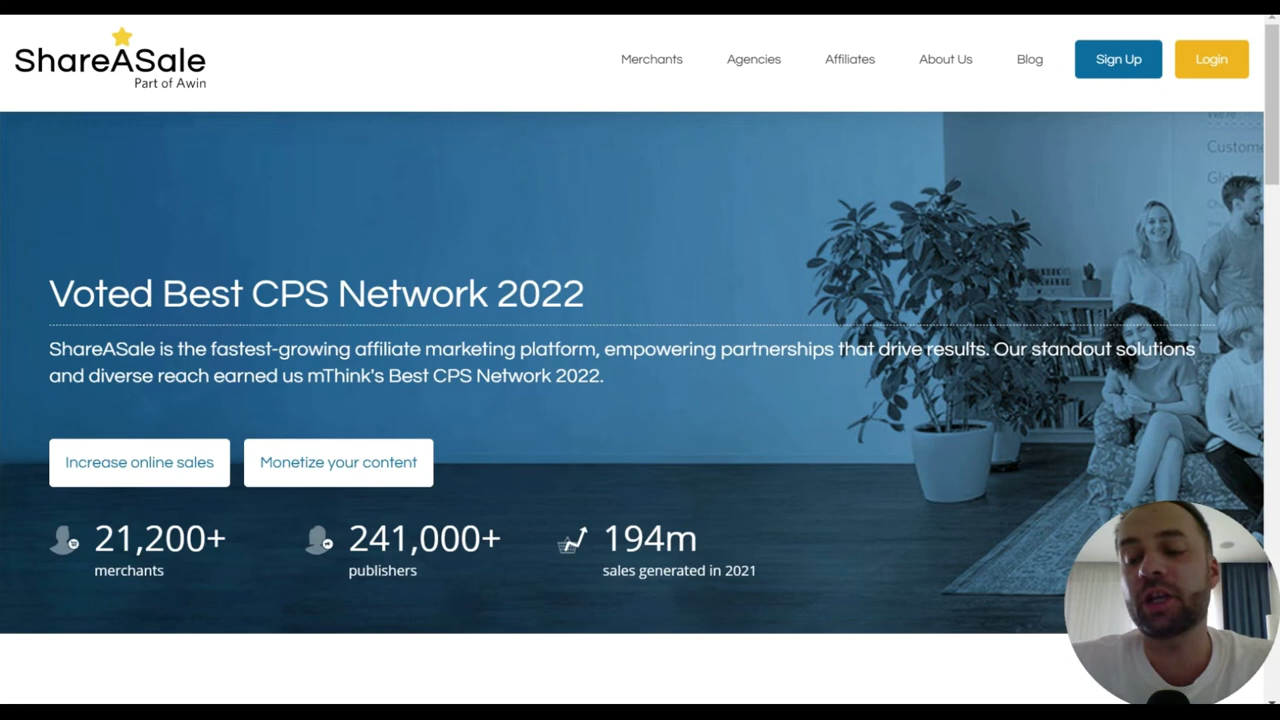 ShareASale
Part of Awin
Merchants
Agencies
Affiliates
About Us
Blog
Sign Up
Login
Custome
Voted Best CPS Network 2022
ShareASale is the fastest-growing affiliate marketing platform, empowering partnerships that drive results. Our standout solutions
and diverse reach earned us mThink's Best CPS Network 2022.
Increase online sales
Monetize your content
21,200+
merchants
241,000+
publishers
194m
sales generated in 2021